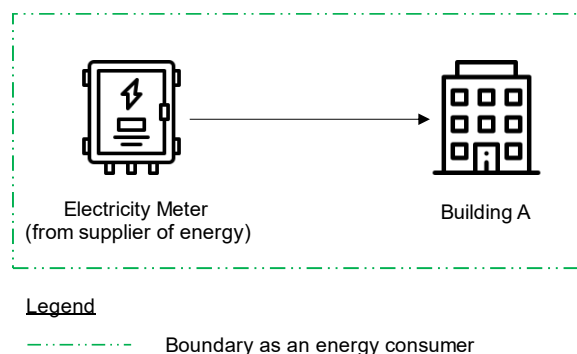 Electricity Meter
(from supplier of energy)
Building A
Legend
Boundary as an energy consumer